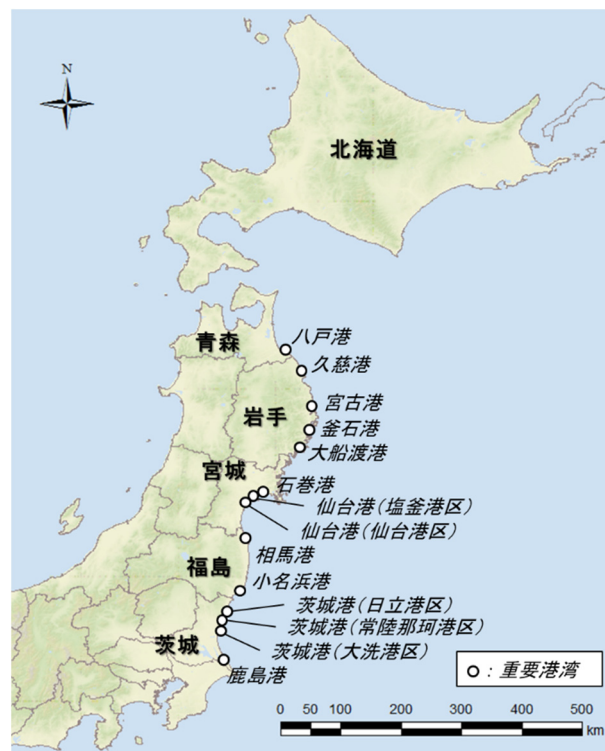 N
北海道
青森
八戸港
久慈港
岩手
宮古港
釜石港
大船渡港
宮城
石巻港
仙台港(塩釜港区)
仙台港(仙台港区)
相馬港
福島
小名浜港
茨城港(日立港区)
茨城港(常陸那珂港区)
茨城
茨城港(大洗港区)
鹿島港
:重要港湾
0 50 100 200 300 400 500
km